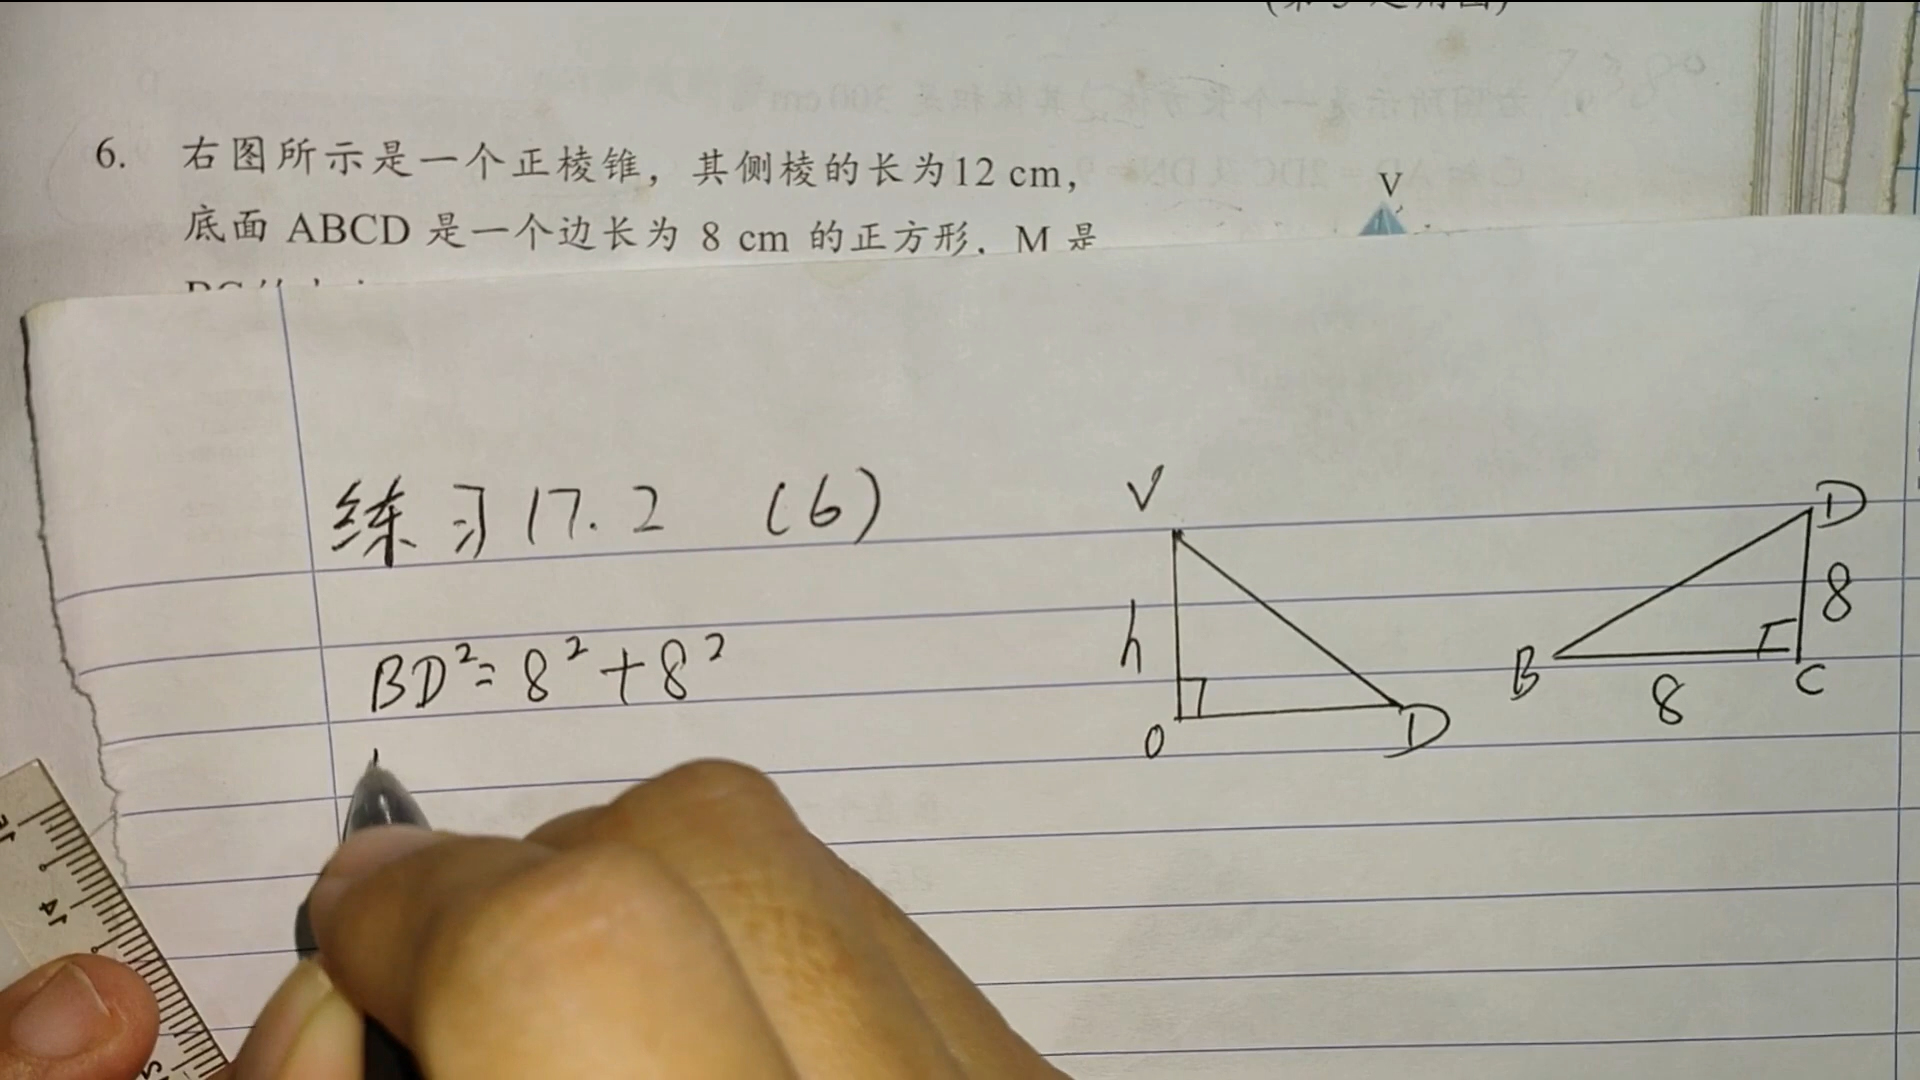 6. 右图所示是一个正棱锥，其侧棱的长为12 cm，
V
底面 ABCD 是一个边长为 8 cm 的正方形．M 是
练习 17.2 (6)
V
D
h
8
BD²= 8² + 8²
B
8
C
O
D
14